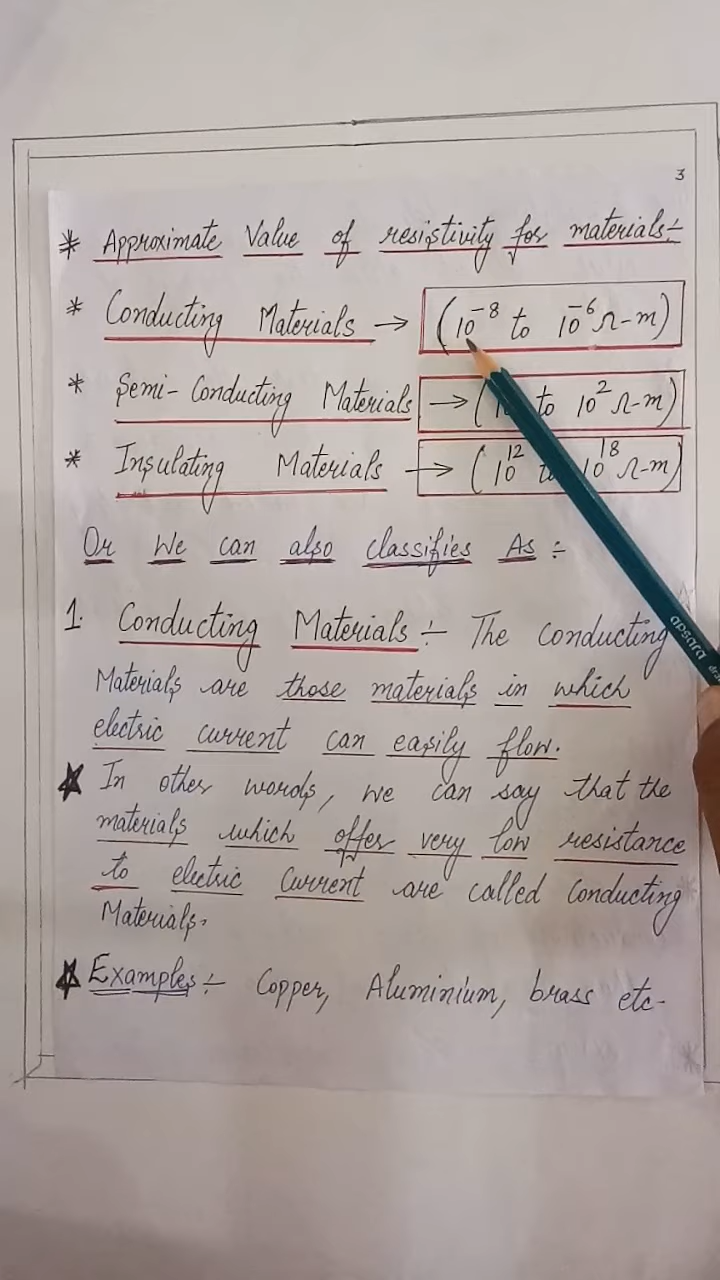 3
* Approximate Value of resistivity for materials:-
* Conducting Materials → (10⁻⁸ to 10⁻⁶ Ω-m)
* Semi-Conducting Materials → ( to 10² Ω-m)
* Insulating Materials → (10¹² to 10¹⁸ Ω-m)
Or We can also classifies As :-
1. Conducting Materials :- The conducting
Materials are those materials in which
electric current can easily flow.
★ In other words, we can say that the
materials which offer very low resistance
to electric Current are called Conducting
Materials.
★ Examples :- Copper, Aluminium, brass etc-
APSARA